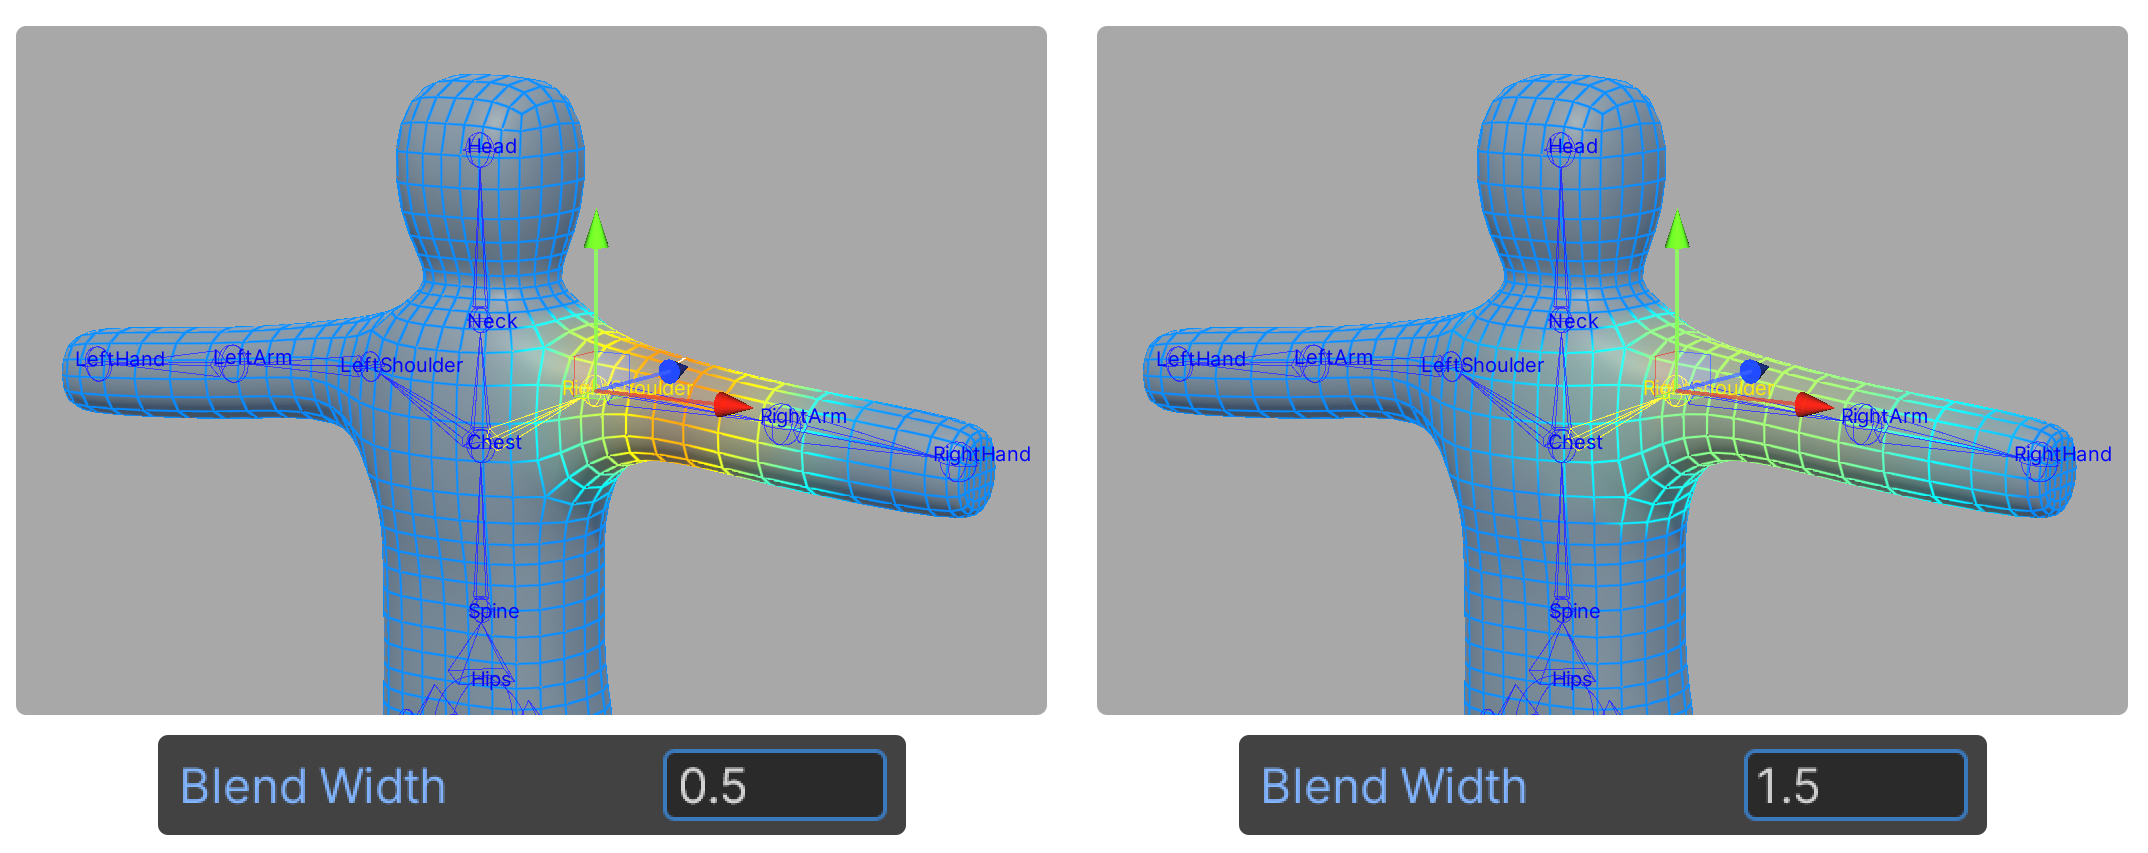 Head
Neck
LeftHand
LeftArm
LeftShoulder
RightShoulder
RightArm
Chest
RightHand
Spine
Hips
Blend Width 0.5
Head
Neck
LeftHand
LeftArm
LeftShoulder
RightShoulder
RightArm
Chest
RightHand
Spine
Hips
Blend Width 1.5